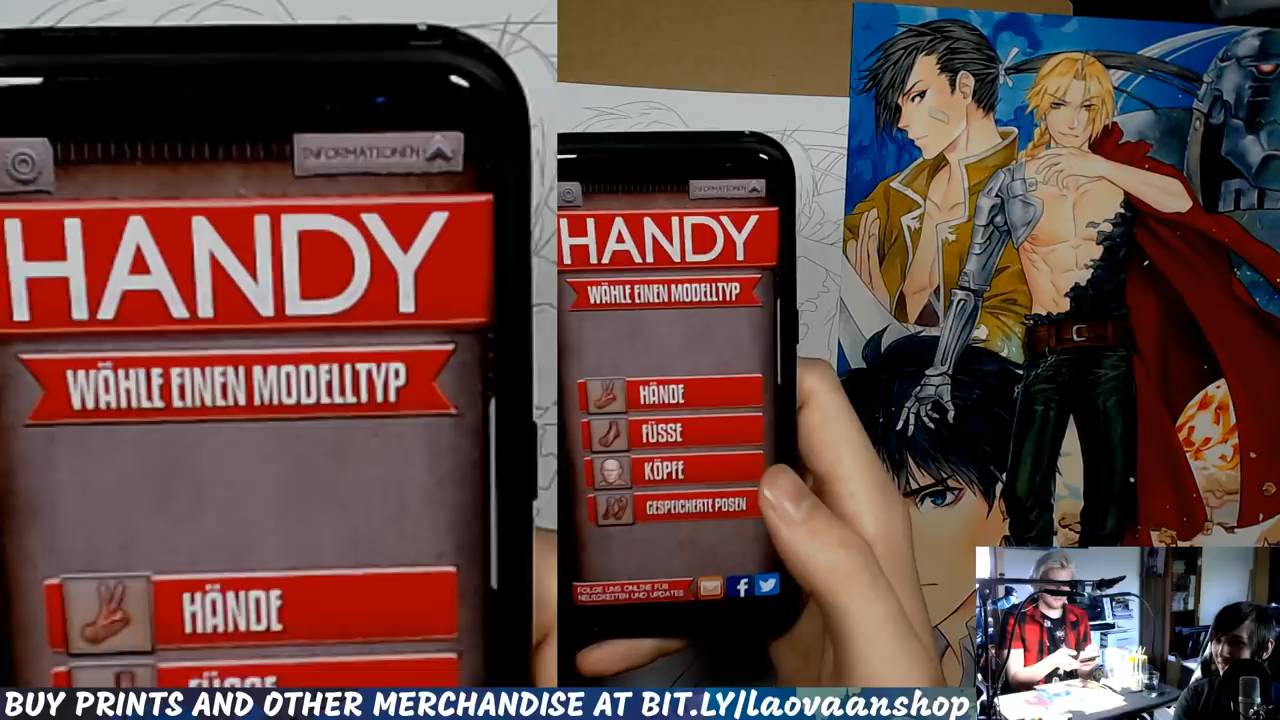 INFORMATIONEN
HANDY
WÄHLE EINEN MODELLTYP
HÄNDE
FÜSSE
INFORMATIONEN
HANDY
WÄHLE EINEN MODELLTYP
HÄNDE
FÜSSE
KÖPFE
GESPEICHERTE POSEN
FOLGE UNS ONLINE FÜR
NEUIGKEITEN UND UPDATES
BUY PRINTS AND OTHER MERCHANDISE AT BIT.LY/laovaanshop